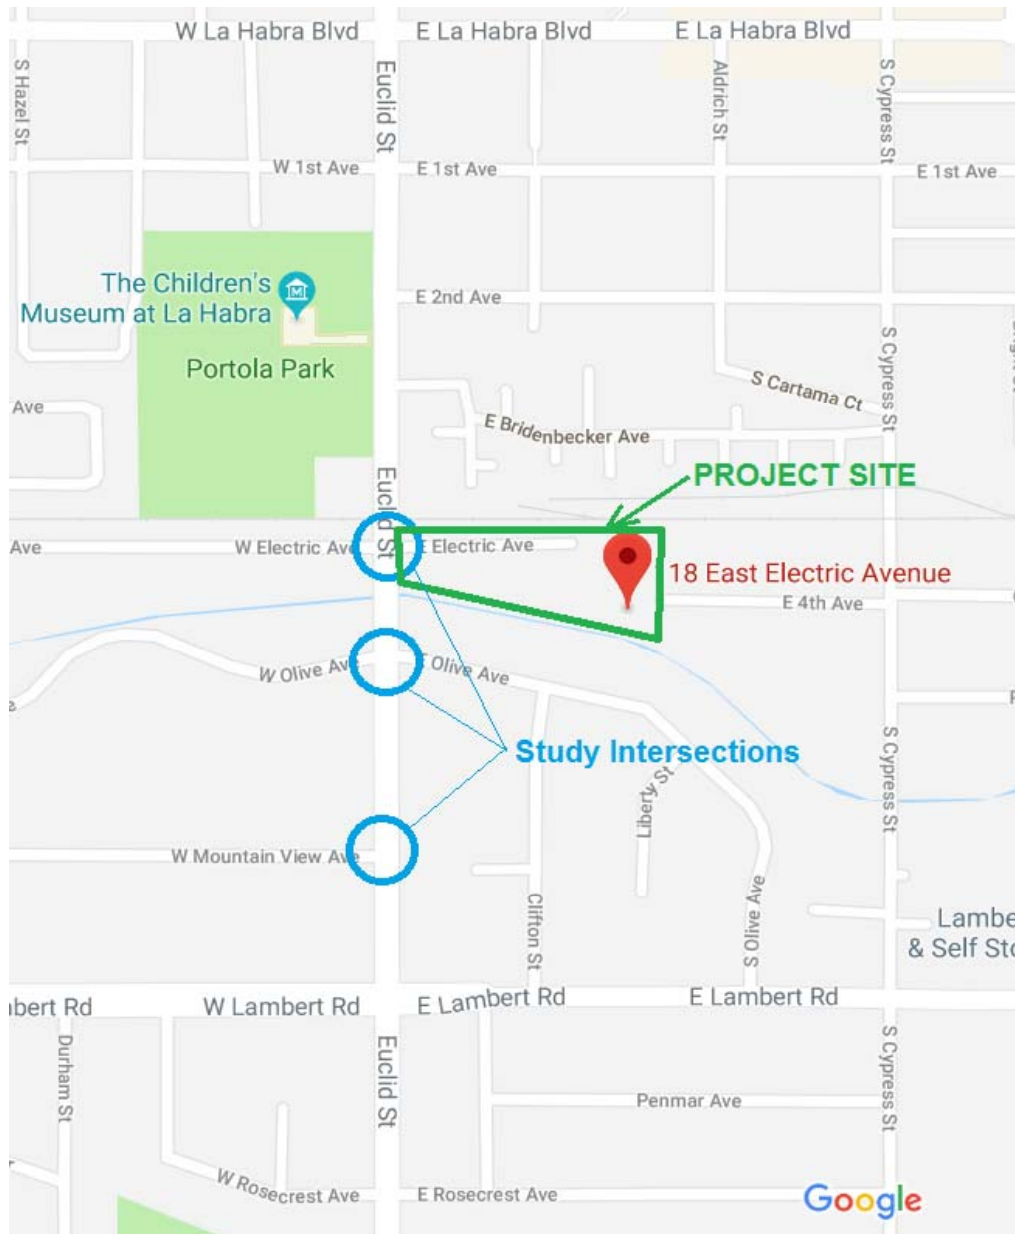 W La Habra Blvd
E La Habra Blvd
E La Habra Blvd
S Hazel St
Euclid St
Aldrich St
S Cypress St
W 1st Ave
E 1st Ave
E 1st Ave
The Children's
Museum at La Habra
E 2nd Ave
Portola Park
S Cypress St
S Cartama Ct
Ave
E Bridenbecker Ave
PROJECT SITE
Euclid St
Ave
W Electric Ave
E Electric Ave
18 East Electric Avenue
E 4th Ave
W Olive Ave
E Olive Ave
Study Intersections
S Cypress St
Liberty St
W Mountain View Ave
Clifton St
S Olive Ave
Lambe
& Self Sto
bert Rd
W Lambert Rd
E Lambert Rd
E Lambert Rd
Durham St
Euclid St
S Cypress St
Penmar Ave
W Rosecrest Ave
E Rosecrest Ave
Google